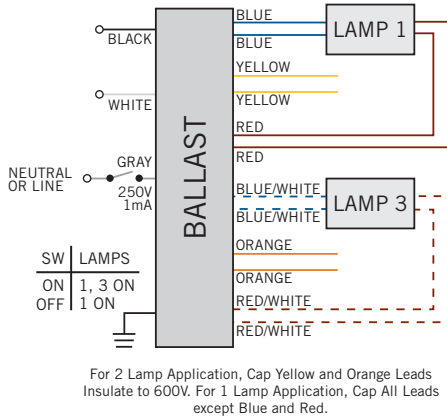 BLUE
BLUE
LAMP 1
BLACK
YELLOW
YELLOW
WHITE
RED
RED
BALLAST
GRAY
NEUTRAL
OR LINE
250V
1mA
BLUE/WHITE
BLUE/WHITE
LAMP 3
ORANGE
ORANGE
SW LAMPS
ON 1, 3 ON
OFF 1 ON
RED/WHITE
RED/WHITE
For 2 Lamp Application, Cap Yellow and Orange Leads
Insulate to 600V. For 1 Lamp Application, Cap All Leads
except Blue and Red.